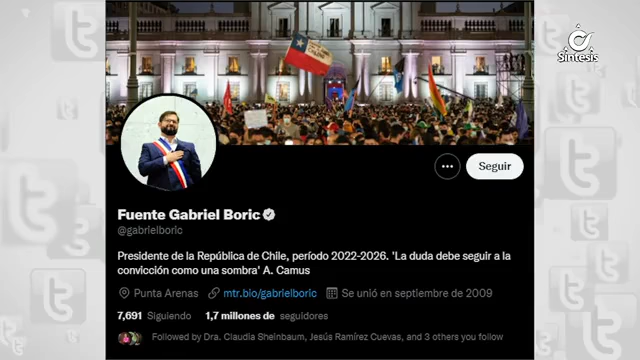 Síntesis
Seguir
Fuente Gabriel Boric
@gabrielboric
Presidente de la República de Chile, período 2022-2026. 'La duda debe seguir a la
convicción como una sombra' A. Camus
Punta Arenas mtr.bio/gabrielboric Se unió en septiembre de 2009
7,691 Siguiendo 1,7 millones de seguidores
Followed by Dra. Claudia Sheinbaum, Jesús Ramírez Cuevas, and 3 others you follow